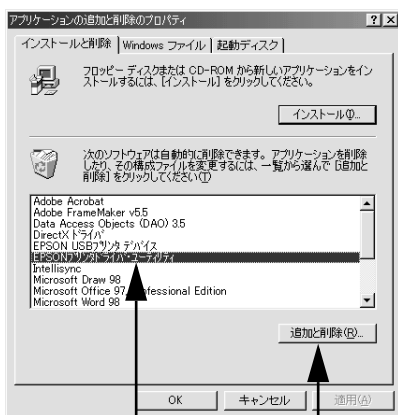 アプリケーションの追加と削除のプロパティ
インストールと削除
Windows ファイル
起動ディスク
フロッピー ディスクまたは CD-ROM から新しいアプリケーションをイン
ストールするには、[インストール] をクリックしてください。
インストール(I)...
次のソフトウェアは自動的に削除できます。アプリケーションを削除
したり、その構成ファイルを変更するには、一覧から選んで [追加と
削除] をクリックしてください(T)
Adobe Acrobat
Adobe FrameMaker v5.5
Data Access Objects (DAO) 3.5
DirectX ドライバ
EPSON USBプリンタ デバイス
EPSONプリンタドライバ・ユーティリティ
Intellisync
Microsoft Draw 98
Microsoft Office 97 Professional Edition
Microsoft Word 98
追加と削除(R)...
OK
キャンセル
適用(A)